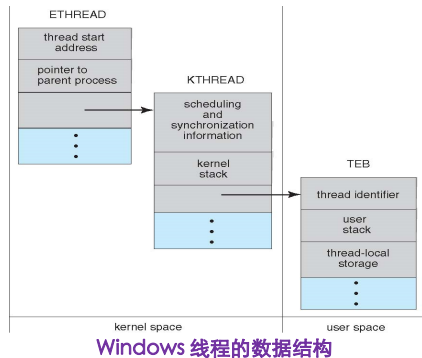 ETHREAD
thread start
address
pointer to
parent process
KTHREAD
scheduling
and
synchronization
information
kernel
stack
TEB
thread identifier
user
stack
thread-local
storage
kernel space
user space
Windows 线程的数据结构